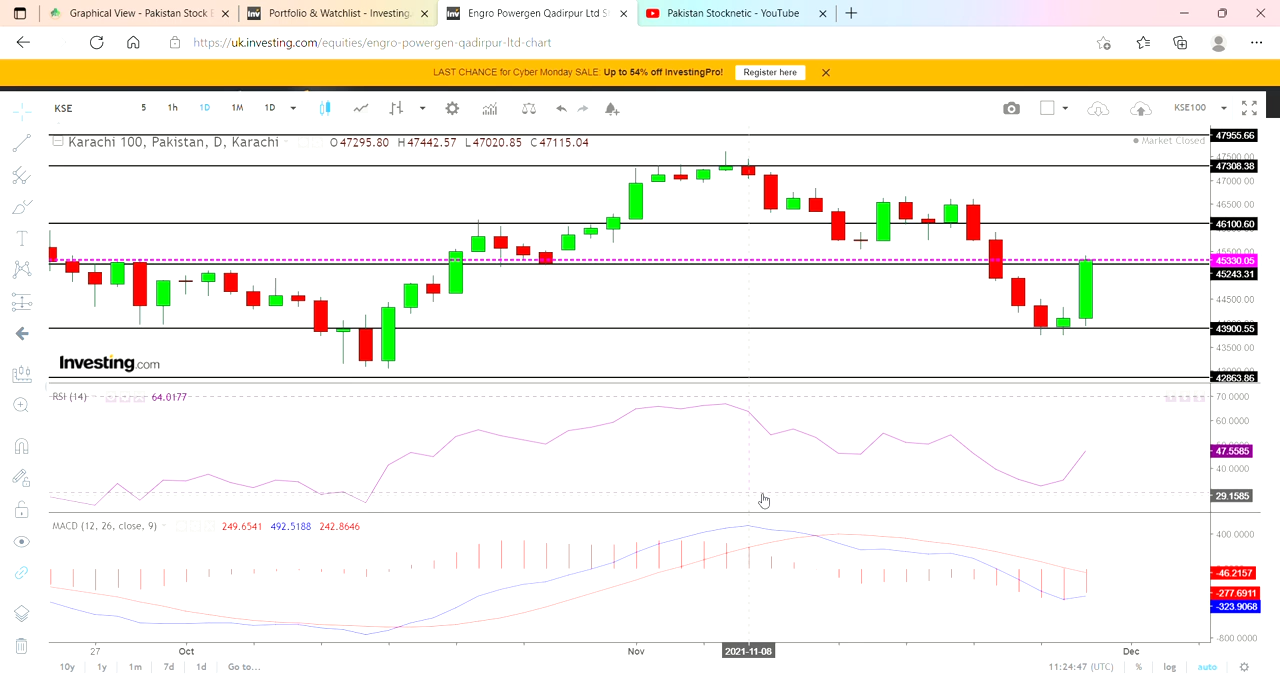 Graphical View - Pakistan Stock E
Portfolio & Watchlist - Investing.
Engro Powergen Qadirpur Ltd S
Pakistan Stocknetic - YouTube
https://uk.investing.com/equities/engro-powergen-qadirpur-ltd-chart
LAST CHANCE for Cyber Monday SALE: Up to 54% off InvestingPro! Register here
KSE 5 1h 1D 1M 1D KSE100
Karachi 100, Pakistan, D, Karachi O47295.80 H47442.57 L47020.85 C47115.04
Market Closed
47955.66
47500.00
47308.38
47000.00
46500.00
46100.60
45500.00
45330.05
45243.31
44500.00
43900.55
43500.00
42863.86
Investing.com
RSI (14) 64.0177
70.0000
60.0000
47.5585
40.0000
29.1585
MACD (12, 26, close, 9) 249.6541 492.5188 242.8646
400.0000
-46.2157
-277.6911
-323.9068
-800.0000
27 Oct Nov 2021-11-08 Dec
10y 1y 1m 7d 1d Go to... 11:24:47 (UTC) % log auto